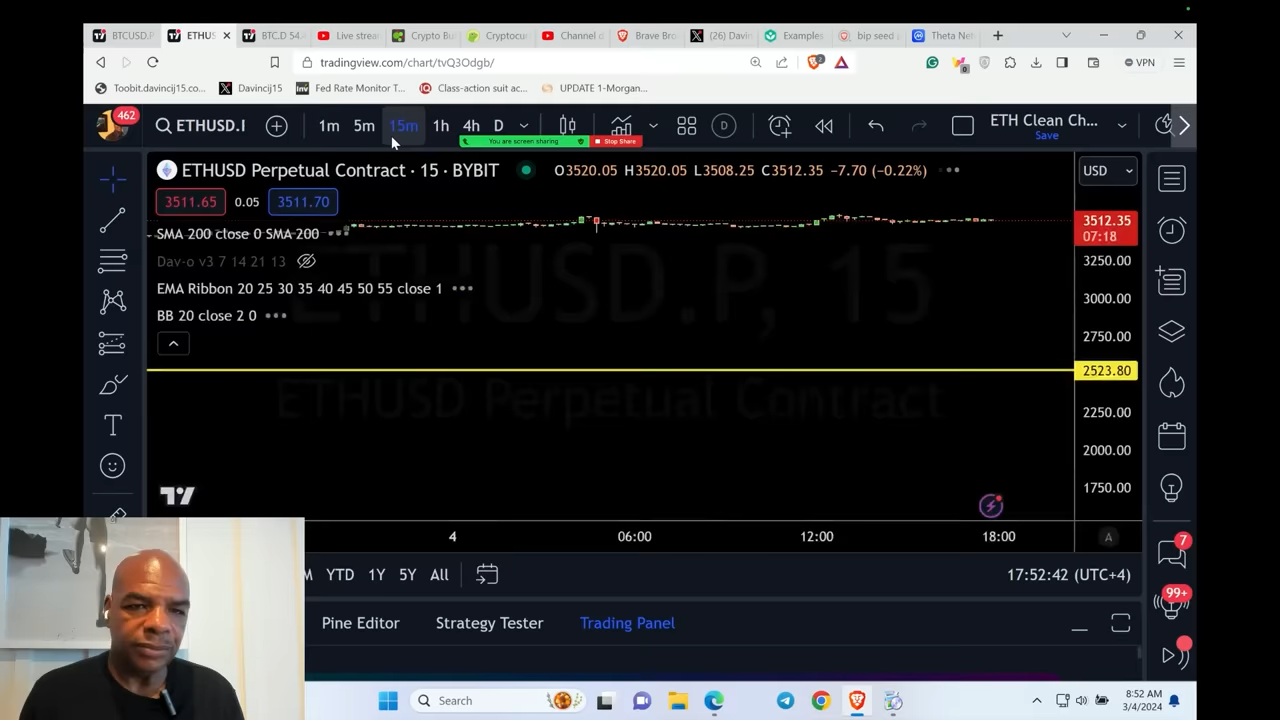 BTCUSD.P
ETHUS
BTC.D 54.
Live strea
Crypto Bu
Cryptocur
Channel d
Brave Bro
(26) Davin
Examples
bip seed
Theta Net
tradingview.com/chart/tvQ3Odgb/
2
VPN
Toobit.davincij15.co...
Davincij15
Fed Rate Monitor T...
Class-action suit ac...
UPDATE 1-Morgan...
462
ETHUSD.I
1m
5m
15m
1h
4h
D
D
ETH Clean Ch...
Save
You are screen sharing
Stop Share
ETHUSD Perpetual Contract · 15 · BYBIT
O3520.05 H3520.05 L3508.25 C3512.35 −7.70 (−0.22%)
USD
3511.65
0.05
3511.70
3512.35
07:18
SMA 200 close 0 SMA 200
Dav-o v3 7 14 21 13
EMA Ribbon 20 25 30 35 40 45 50 55 close 1
BB 20 close 2 0
ETHUSD.P, 15
ETHUSD Perpetual Contract
3250.00
3000.00
2750.00
2523.80
2250.00
2000.00
1750.00
4
06:00
12:00
18:00
A
YTD
1Y
5Y
All
17:52:42 (UTC+4)
7
99+
Pine Editor
Strategy Tester
Trading Panel
Search
8:52 AM
3/4/2024